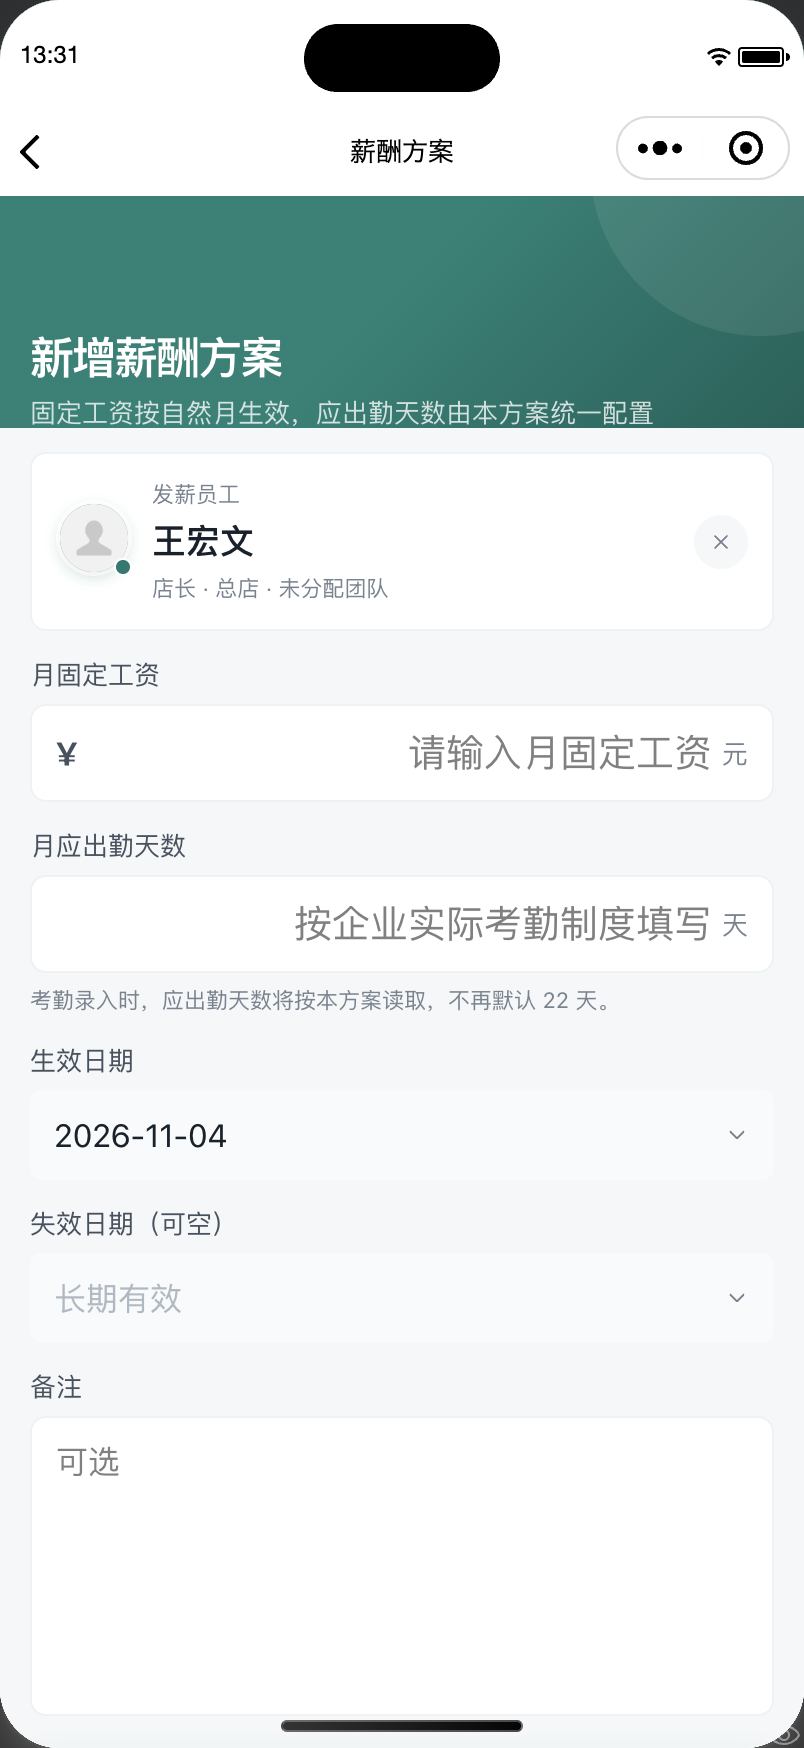 13:31
薪酬方案
新增薪酬方案
固定工资按自然月生效，应出勤天数由本方案统一配置
发薪员工
王宏文
店长 · 总店 · 未分配团队
月固定工资
¥ 请输入月固定工资 元
月应出勤天数
按企业实际考勤制度填写 天
考勤录入时，应出勤天数将按本方案读取，不再默认 22 天。
生效日期
2026-11-04
失效日期（可空）
长期有效
备注
可选